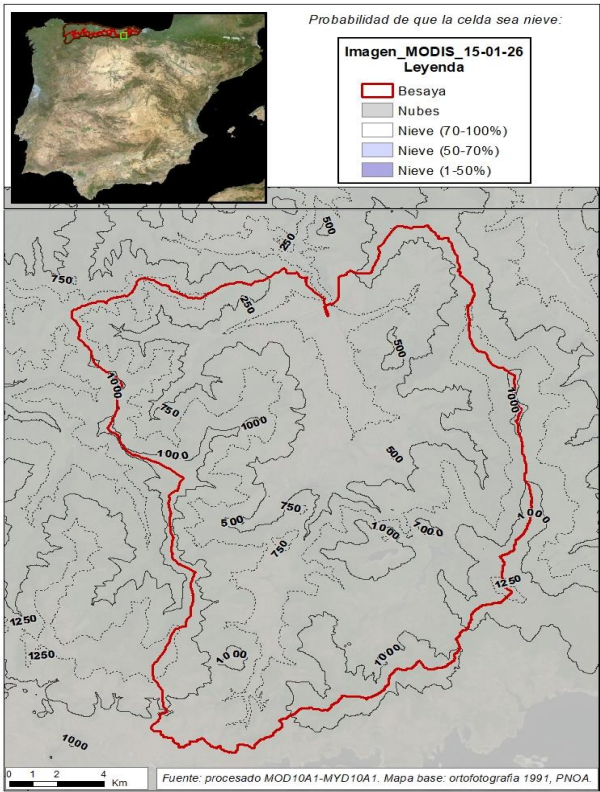 Probabilidad de que la celda sea nieve:
Imagen_MODIS_15-01-26
Leyenda
Besaya
Nubes
Nieve (70-100%)
Nieve (50-70%)
Nieve (1-50%)
500
250
750
250
500
1000
1000
750
1000
1000
500
750
500
1000
1000
1000
750
1250
1250
1250
1000
1000
1000
0 1 2 4
Km
Fuente: procesado MOD10A1-MYD10A1. Mapa base: ortofotografía 1991, PNOA.